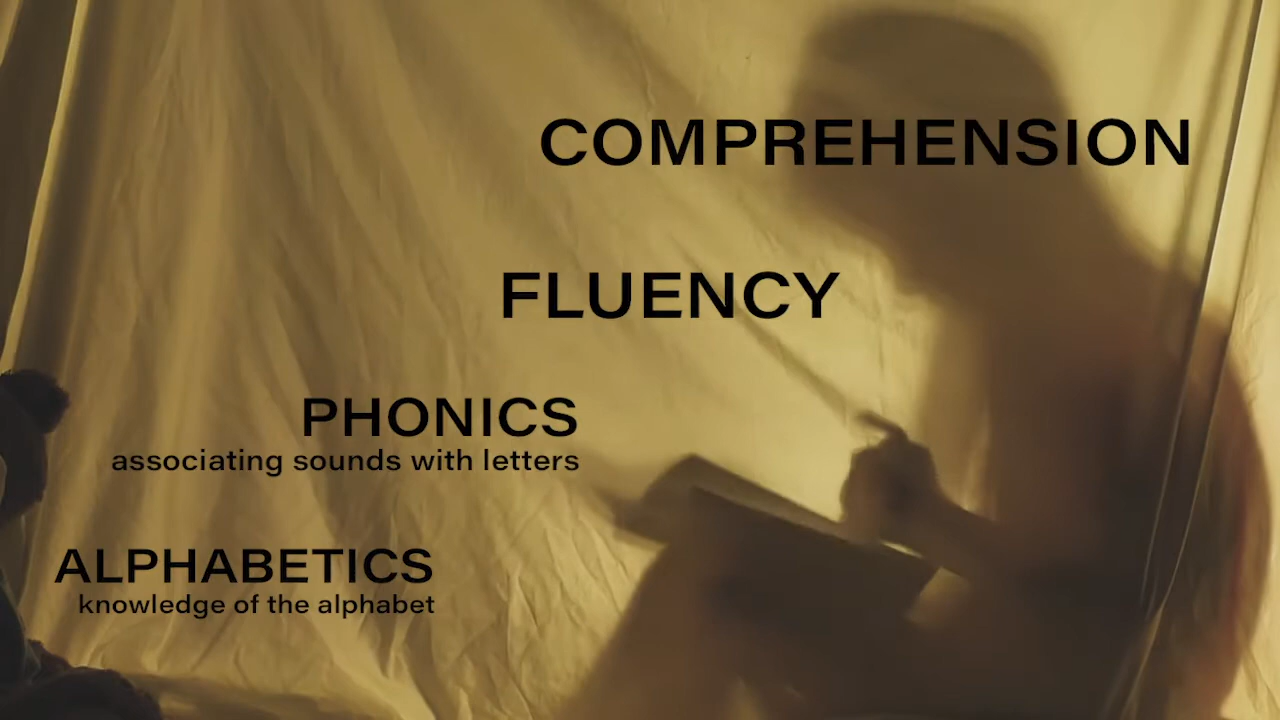 COMPREHENSION
FLUENCY
PHONICS
associating sounds with letters
ALPHABETICS
knowledge of the alphabet